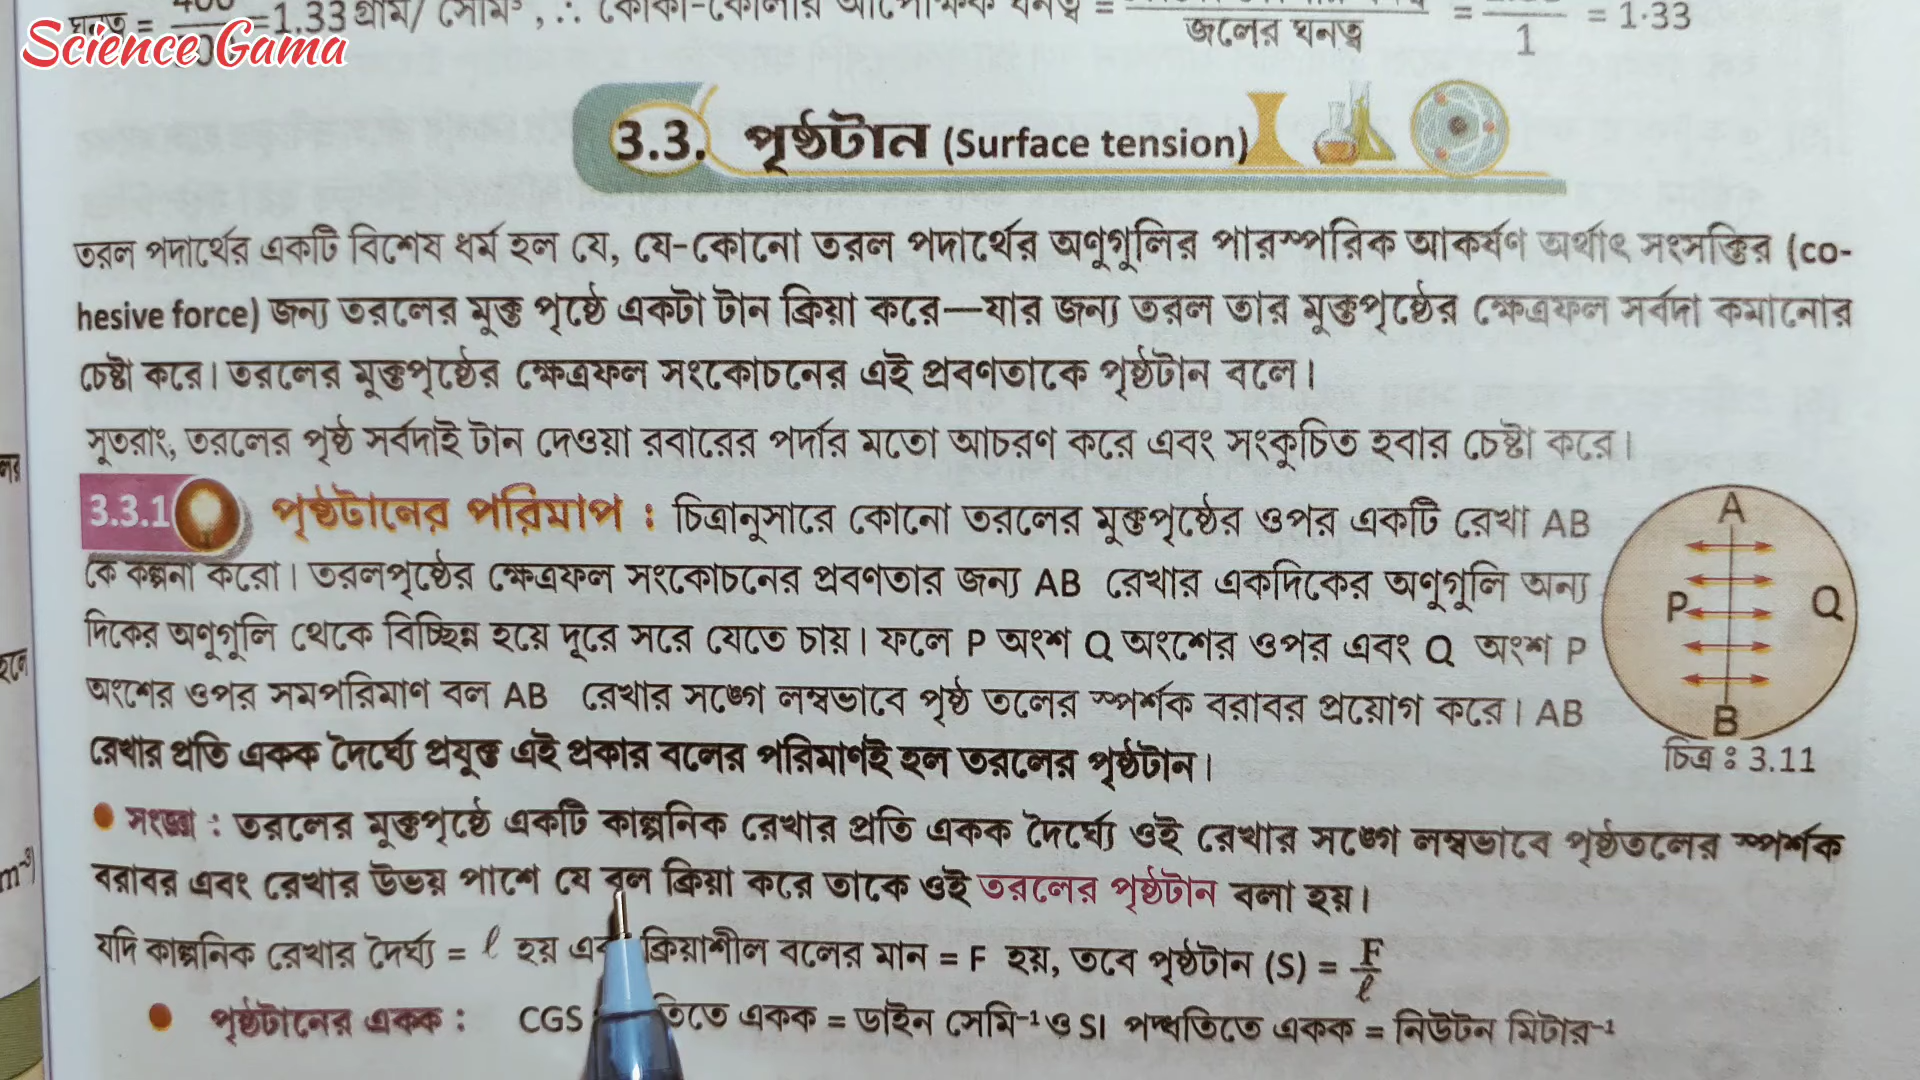 Science Gama
ঘনত্ব = = 1.33 গ্রাম/ সেমি³, ∴ কোকা-কোলার আপেক্ষিক ঘনত্ব = = = 1·33
জলের ঘনত্ব 1
3.3. পৃষ্ঠটান (Surface tension)
তরল পদার্থের একটি বিশেষ ধর্ম হল যে, যে-কোনো তরল পদার্থের অণুগুলির পারস্পরিক আকর্ষণ অর্থাৎ সংসক্তির (co-
hesive force) জন্য তরলের মুক্ত পৃষ্ঠে একটা টান ক্রিয়া করে—যার জন্য তরল তার মুক্তপৃষ্ঠের ক্ষেত্রফল সর্বদা কমানোর
চেষ্টা করে। তরলের মুক্তপৃষ্ঠের ক্ষেত্রফল সংকোচনের এই প্রবণতাকে পৃষ্ঠটান বলে।
সুতরাং, তরলের পৃষ্ঠ সর্বদাই টান দেওয়া রবারের পর্দার মতো আচরণ করে এবং সংকুচিত হবার চেষ্টা করে।
3.3.1 পৃষ্ঠটানের পরিমাপ : চিত্রানুসারে কোনো তরলের মুক্তপৃষ্ঠের ওপর একটি রেখা AB
কে কল্পনা করো। তরলপৃষ্ঠের ক্ষেত্রফল সংকোচনের প্রবণতার জন্য AB রেখার একদিকের অণুগুলি অন্য
দিকের অণুগুলি থেকে বিচ্ছিন্ন হয়ে দূরে সরে যেতে চায়। ফলে P অংশ Q অংশের ওপর এবং Q অংশ P
অংশের ওপর সমপরিমাণ বল AB রেখার সঙ্গে লম্বভাবে পৃষ্ঠ তলের স্পর্শক বরাবর প্রয়োগ করে। AB
রেখার প্রতি একক দৈর্ঘ্যে প্রযুক্ত এই প্রকার বলের পরিমাণই হল তরলের পৃষ্ঠটান।
A
P Q
B
চিত্র ঃ 3.11
• সংজ্ঞা : তরলের মুক্তপৃষ্ঠে একটি কাল্পনিক রেখার প্রতি একক দৈর্ঘ্যে ওই রেখার সঙ্গে লম্বভাবে পৃষ্ঠতলের স্পর্শক
বরাবর এবং রেখার উভয় পাশে যে বল ক্রিয়া করে তাকে ওই তরলের পৃষ্ঠটান বলা হয়।
যদি কাল্পনিক রেখার দৈর্ঘ্য = l হয় ক্রিয়াশীল বলের মান = F হয়, তবে পৃষ্ঠটান (S) = F/l
• পৃষ্ঠটানের একক : CGS একক = ডাইন সেমি⁻¹ ও SI পদ্ধতিতে একক = নিউটন মিটার⁻¹